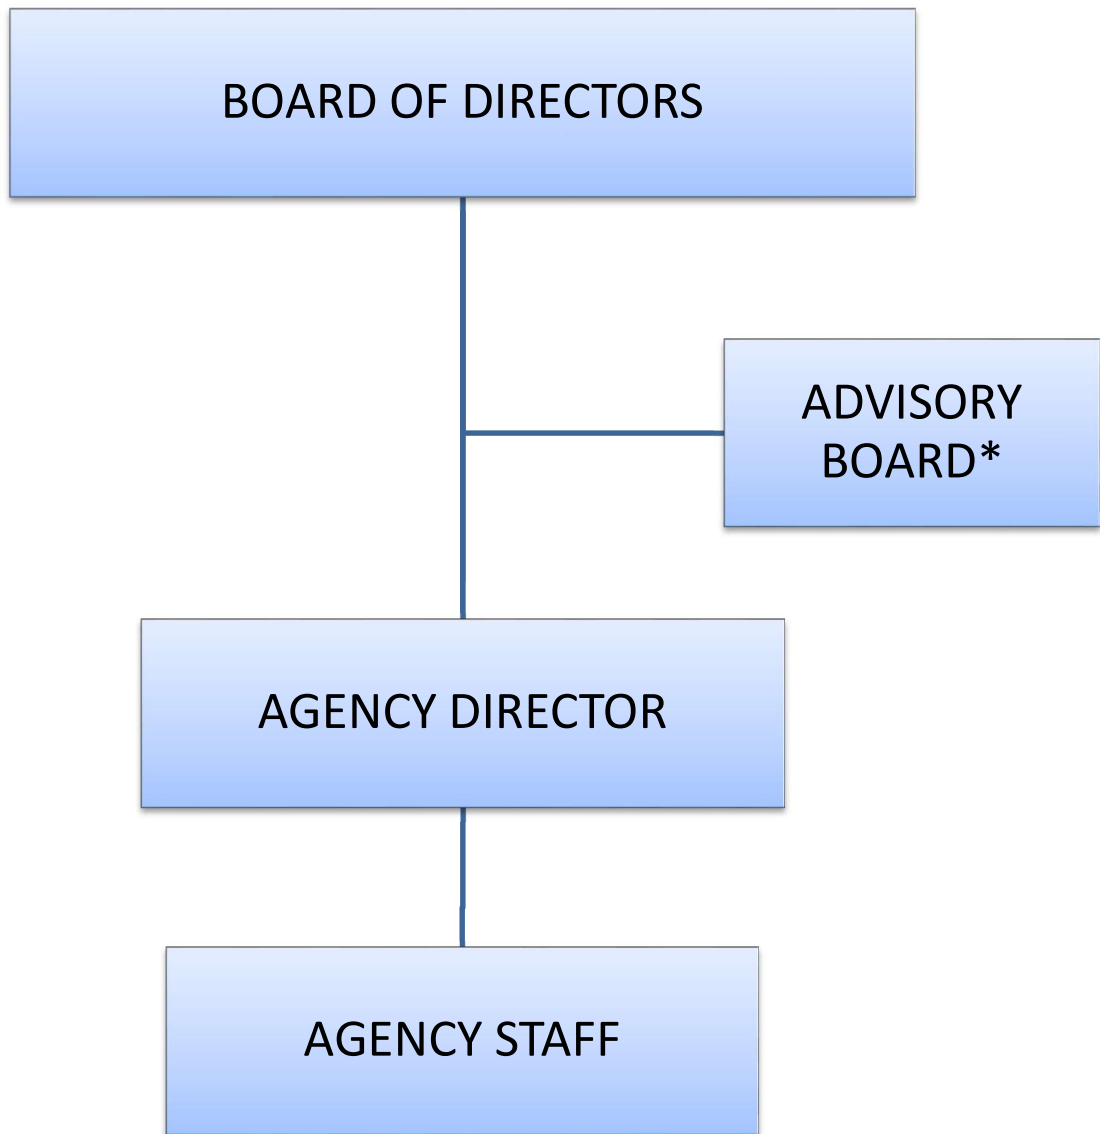 BOARD OF DIRECTORS
ADVISORY
BOARD*
AGENCY DIRECTOR
AGENCY STAFF